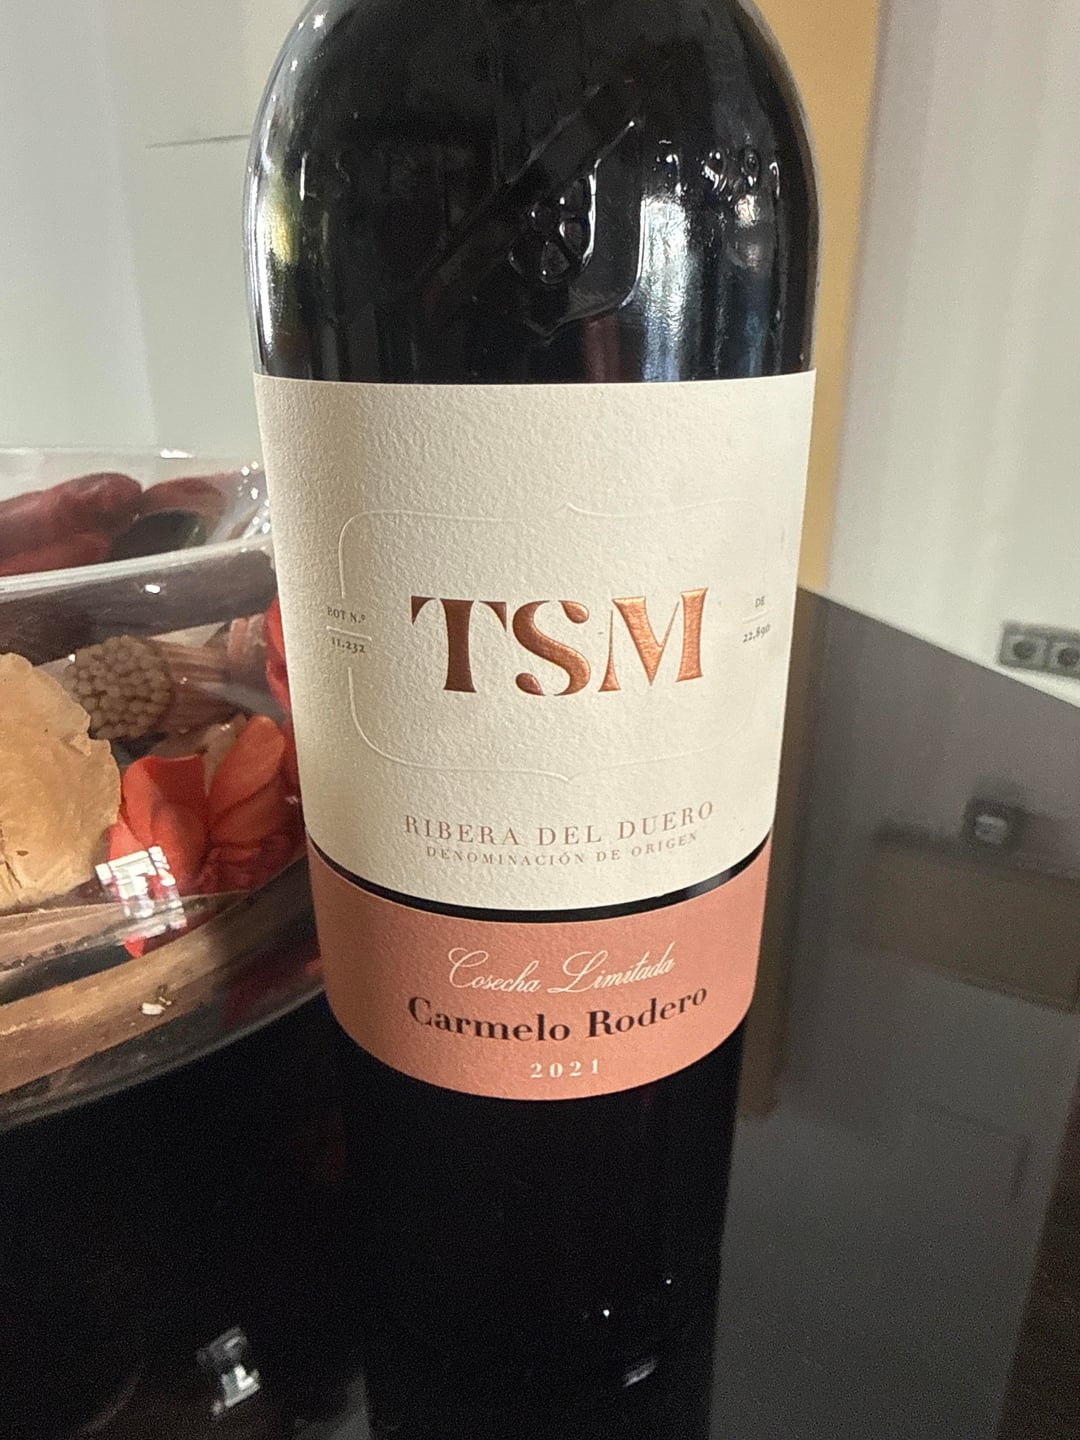 TSM
BOT N.º
11.232
DE
22,890
RIBERA DEL DUERO
DENOMINACIÓN DE ORIGEN
Cosecha Limitada
Carmelo Rodero
2021